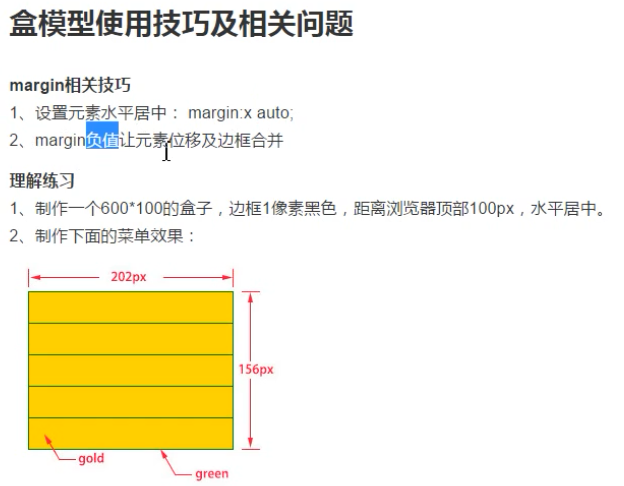 盒模型使用技巧及相关问题
margin相关技巧
1、设置元素水平居中： margin:x auto;
2、margin负值让元素位移及边框合并
理解练习
1、制作一个600*100的盒子，边框1像素黑色，距离浏览器顶部100px，水平居中。
2、制作下面的菜单效果：
202px
156px
gold
green